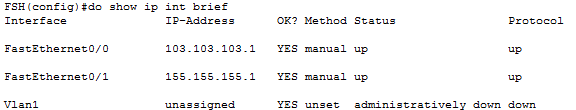 FSH(config)#do show ip int brief
Interface IP-Address OK? Method Status Protocol
FastEthernet0/0 103.103.103.1 YES manual up up
FastEthernet0/1 155.155.155.1 YES manual up up
Vlan1 unassigned YES unset administratively down down